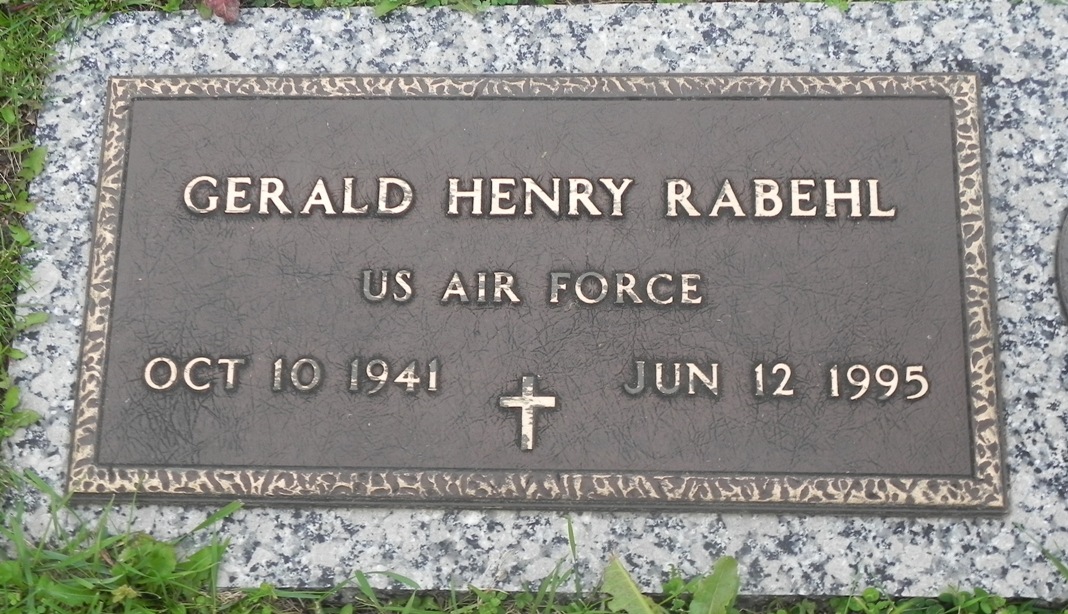 GERALD HENRY RABEHL
US AIR FORCE
OCT 10 1941 JUN 12 1995